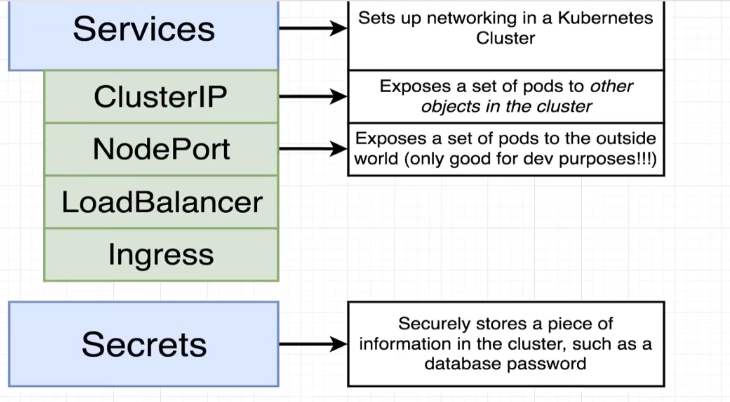 Services
Sets up networking in a Kubernetes
Cluster
ClusterIP
Exposes a set of pods to other
objects in the cluster
NodePort
Exposes a set of pods to the outside
world (only good for dev purposes!!!)
LoadBalancer
Ingress
Secrets
Securely stores a piece of
information in the cluster, such as a
database password